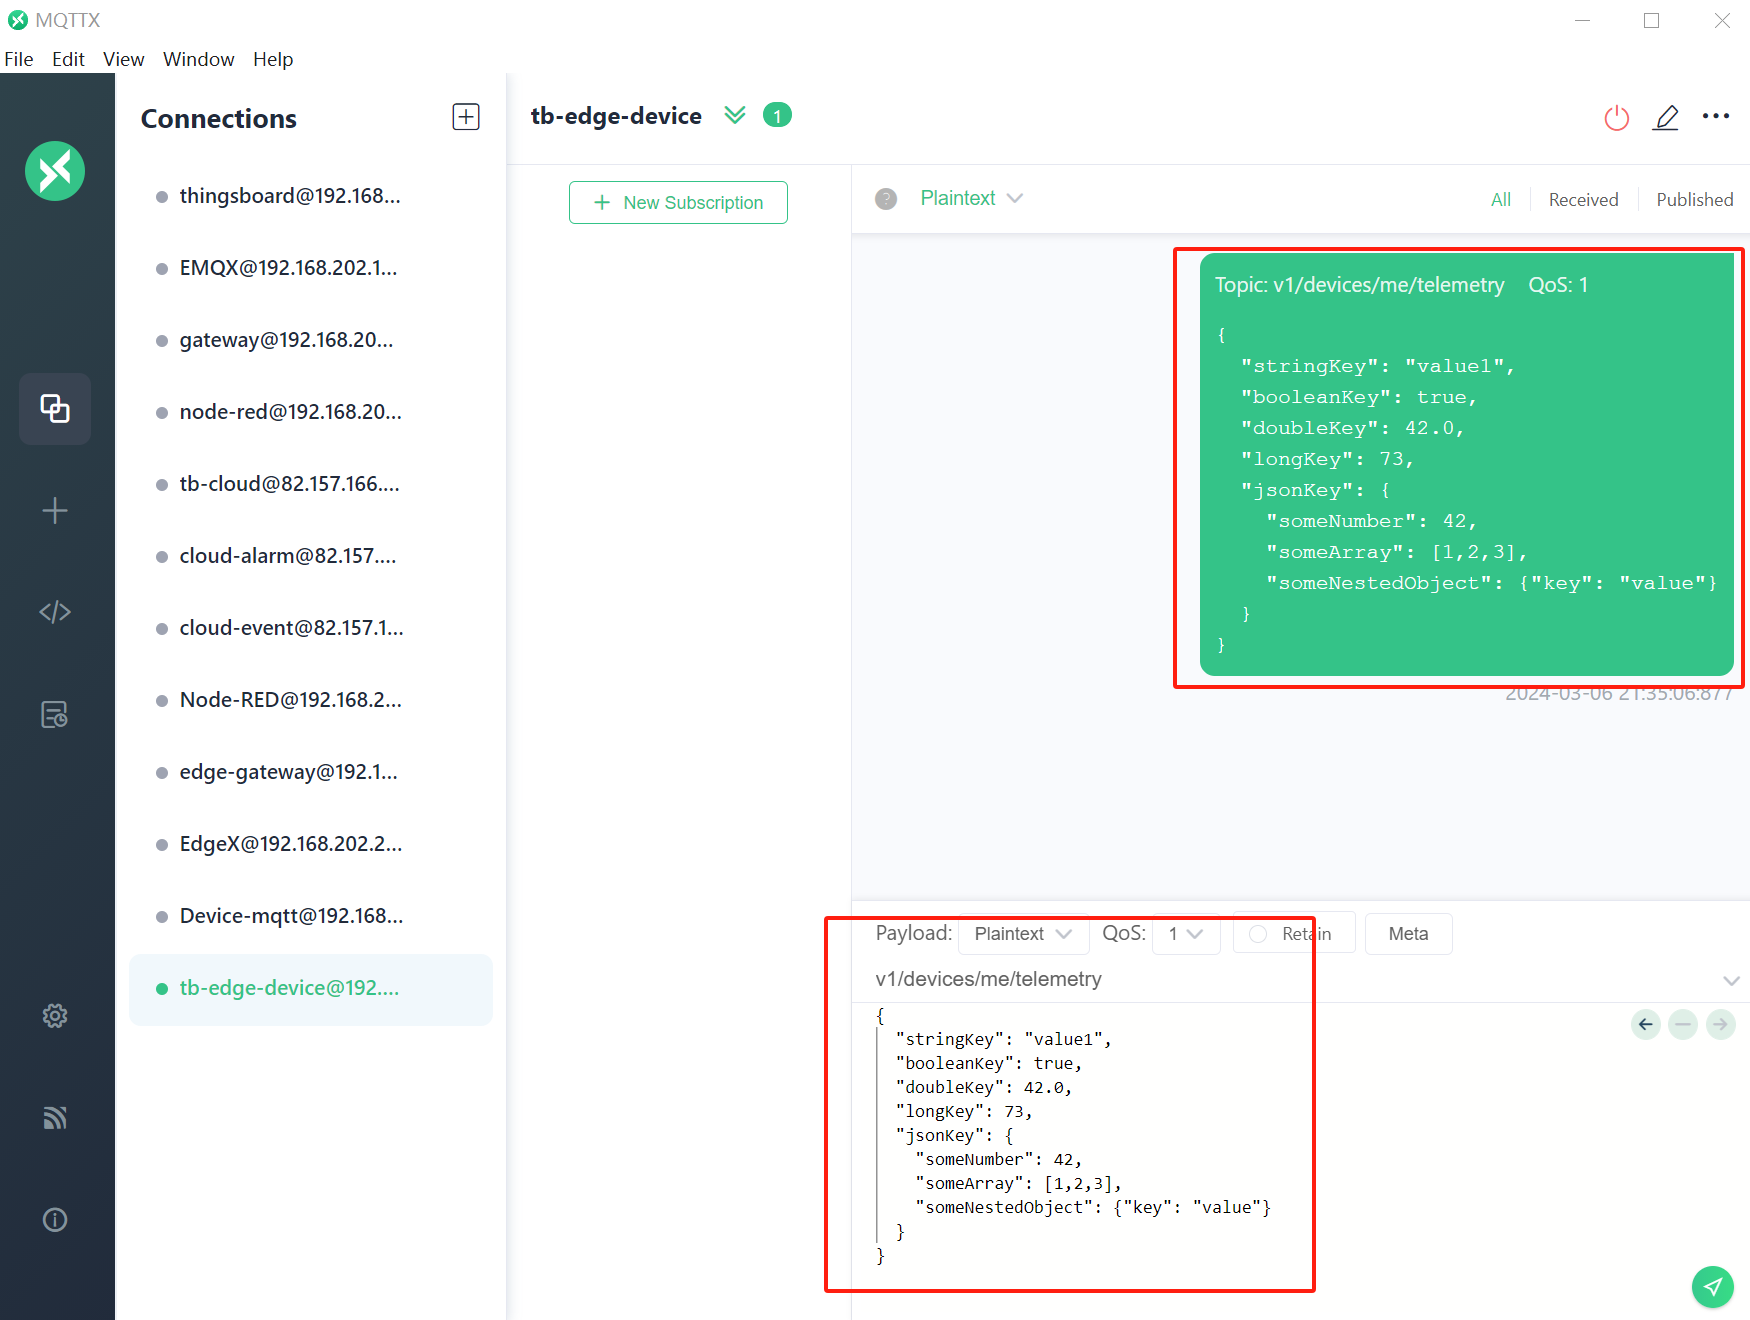 MQTTX
File Edit View Window Help
Connections
thingsboard@192.168...
EMQX@192.168.202.1...
gateway@192.168.20...
node-red@192.168.20...
tb-cloud@82.157.166....
cloud-alarm@82.157....
cloud-event@82.157.1...
Node-RED@192.168.2...
edge-gateway@192.1...
EdgeX@192.168.202.2...
Device-mqtt@192.168...
tb-edge-device@192....
tb-edge-device 1
+ New Subscription
? Plaintext
All Received Published
Topic: v1/devices/me/telemetry QoS: 1
{
"stringKey": "value1",
"booleanKey": true,
"doubleKey": 42.0,
"longKey": 73,
"jsonKey": {
"someNumber": 42,
"someArray": [1,2,3],
"someNestedObject": {"key": "value"}
}
}
2024-03-06 21:35:06:877
Payload: Plaintext QoS: 1 Retain Meta
v1/devices/me/telemetry
{
"stringKey": "value1",
"booleanKey": true,
"doubleKey": 42.0,
"longKey": 73,
"jsonKey": {
"someNumber": 42,
"someArray": [1,2,3],
"someNestedObject": {"key": "value"}
}
}